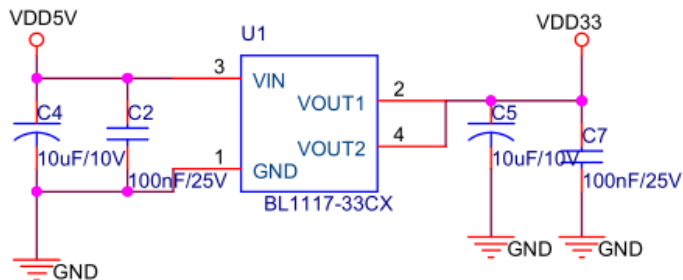 VDD5V
U1
VDD33
3
VIN
2
VOUT1
C4
C2
C5
4
VOUT2
C7
10uF/10V
1
GND
10uF/10V
100nF/25V
100nF/25V
BL1117-33CX
GND
GND
GND